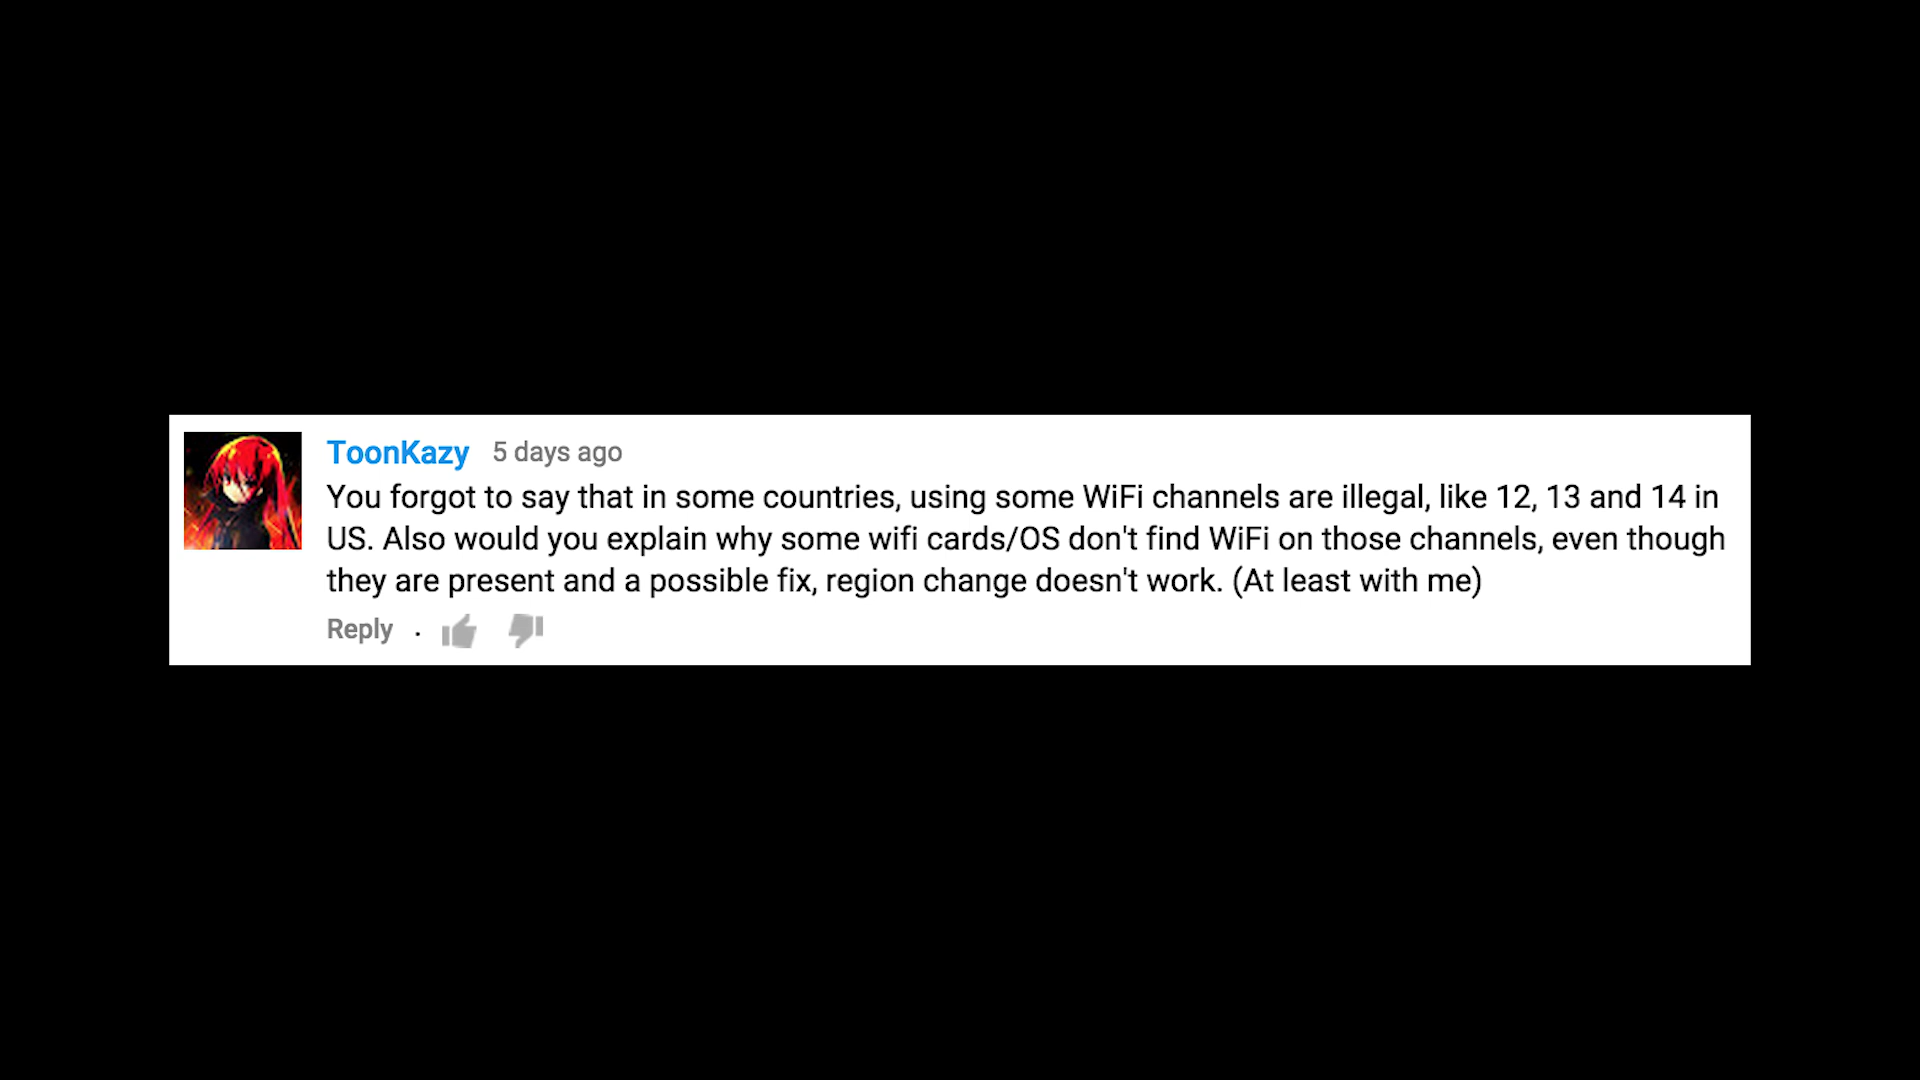 ToonKazy 5 days ago
You forgot to say that in some countries, using some WiFi channels are illegal, like 12, 13 and 14 in
US. Also would you explain why some wifi cards/OS don't find WiFi on those channels, even though
they are present and a possible fix, region change doesn't work. (At least with me)
Reply .